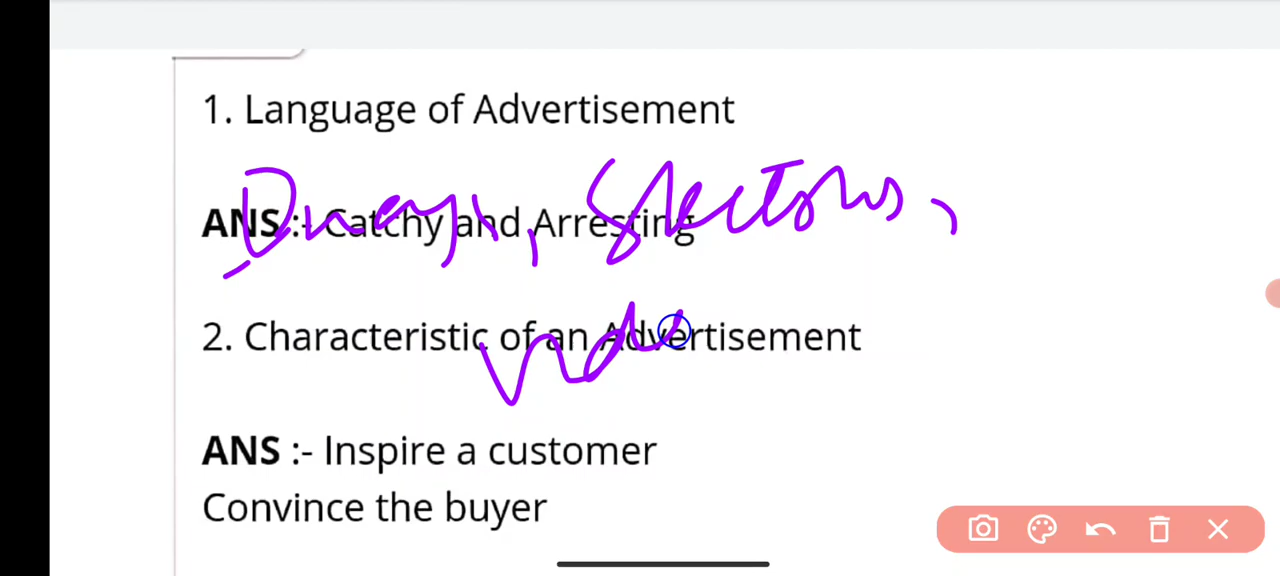 1. Language of Advertisement
ANS :- Catchy and Arresting
2. Characteristic of an Advertisement
ANS :- Inspire a customer
Convince the buyer